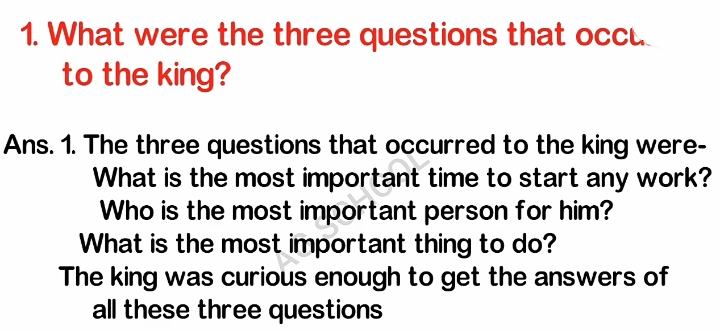 1. What were the three questions that
to the king?
Ans. 1. The three questions that occurred to the king were-
What is the most important time to start any work?
Who is the most important person for him?
What is the most important thing to do?
The king was curious enough to get the answers of
all these three questions
AG SCHOOL